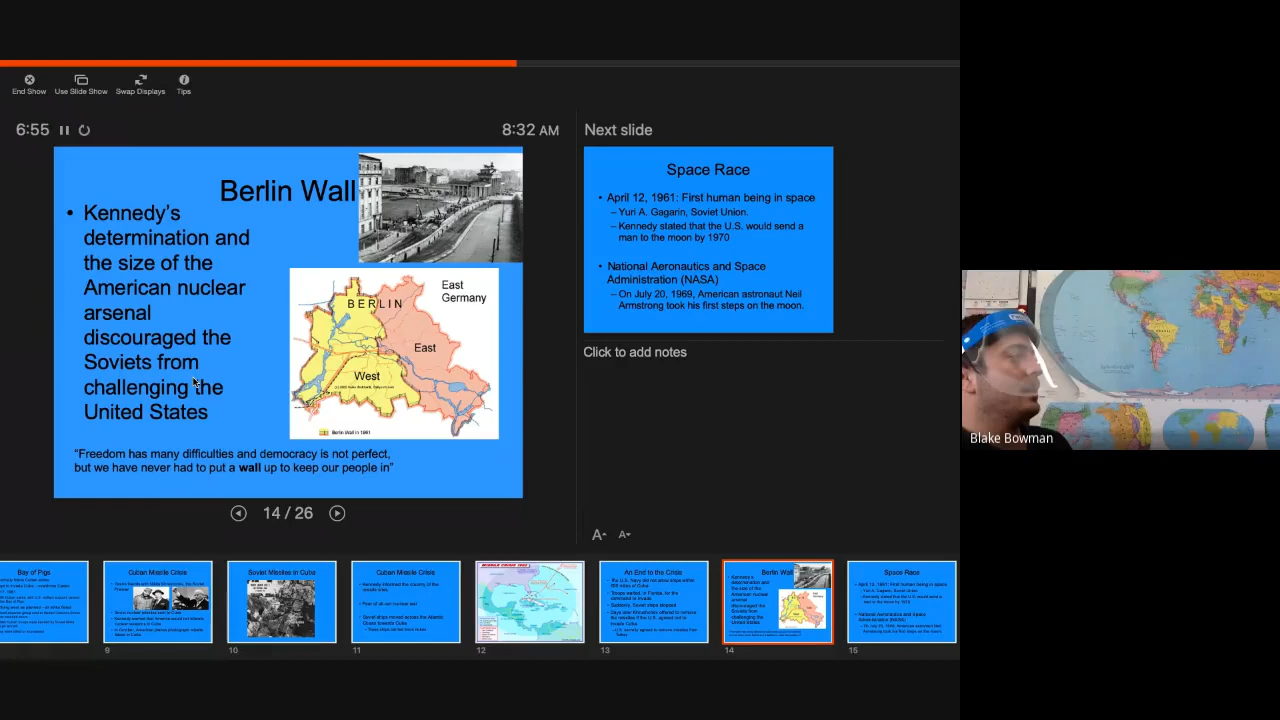 End Show
Use Slide Show
Swap Displays
Tips
6:55
8:32 AM
Berlin Wall
• Kennedy's
determination and
the size of the
American nuclear
arsenal
discouraged the
Soviets from
challenging the
United States
BERLIN
East
Germany
East
West
Berlin Wall in 1961
"Freedom has many difficulties and democracy is not perfect,
but we have never had to put a wall up to keep our people in"
14 / 26
Next slide
Space Race
• April 12, 1961: First human being in space
– Yuri A. Gagarin, Soviet Union.
– Kennedy stated that the U.S. would send a
man to the moon by 1970
• National Aeronautics and Space
Administration (NASA)
– On July 20, 1969, American astronaut Neil
Armstrong took his first steps on the moon.
Click to add notes
A A
Blake Bowman
Bay of Pigs
Cuban Missile Crisis
9
Soviet Missiles in Cuba
10
Cuban Missile Crisis
11
12
An End to the Crisis
13
Berlin Wall
14
Space Race
15